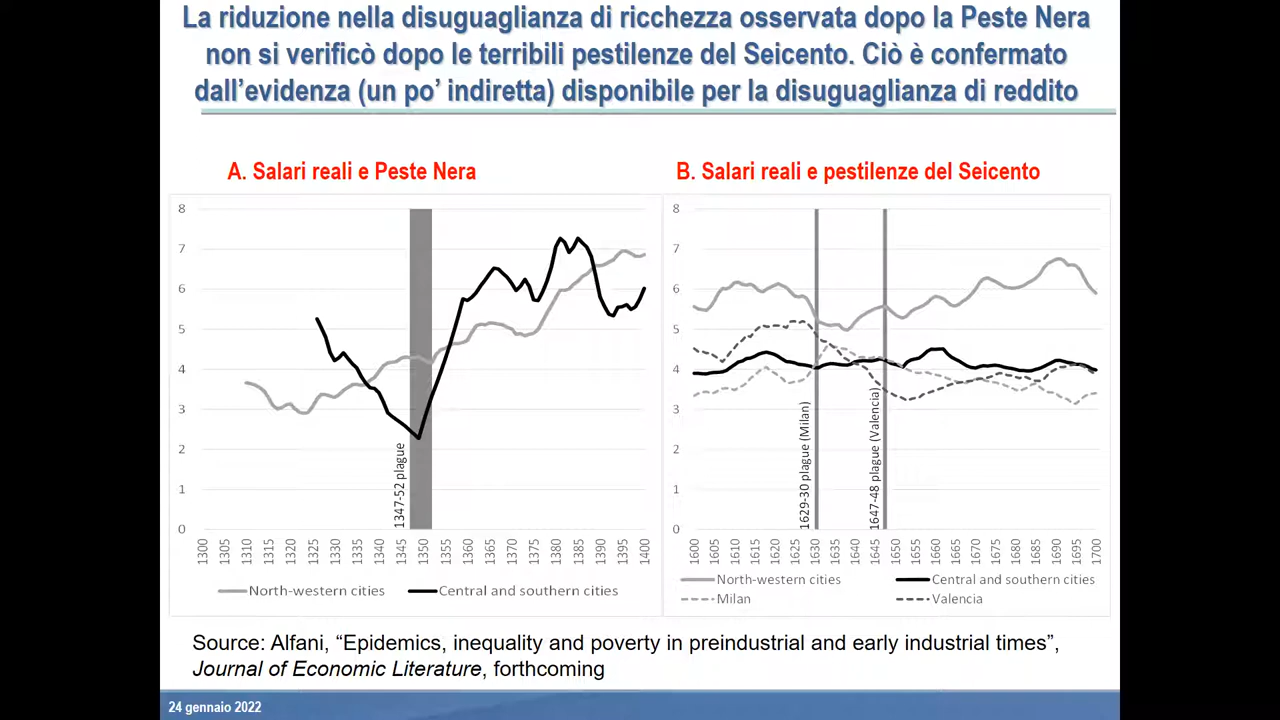 La riduzione nella disuguaglianza di ricchezza osservata dopo la Peste Nera
non si verificò dopo le terribili pestilenze del Seicento. Ciò è confermato
dall’evidenza (un po’ indiretta) disponibile per la disuguaglianza di reddito
A. Salari reali e Peste Nera
8
7
6
5
4
3
2
1
0
1347-52 plague
1300 1305 1310 1315 1320 1325 1330 1335 1340 1345 1350 1355 1360 1365 1370 1375 1380 1385 1390 1395 1400
North-western cities Central and southern cities
B. Salari reali e pestilenze del Seicento
8
7
6
5
4
3
2
1
0
1629-30 plague (Milan)
1647-48 plague (Valencia)
1600 1605 1610 1615 1620 1625 1630 1635 1640 1645 1650 1655 1660 1665 1670 1675 1680 1685 1690 1695 1700
North-western cities Central and southern cities
Milan Valencia
Source: Alfani, “Epidemics, inequality and poverty in preindustrial and early industrial times”,
Journal of Economic Literature, forthcoming
24 gennaio 2022